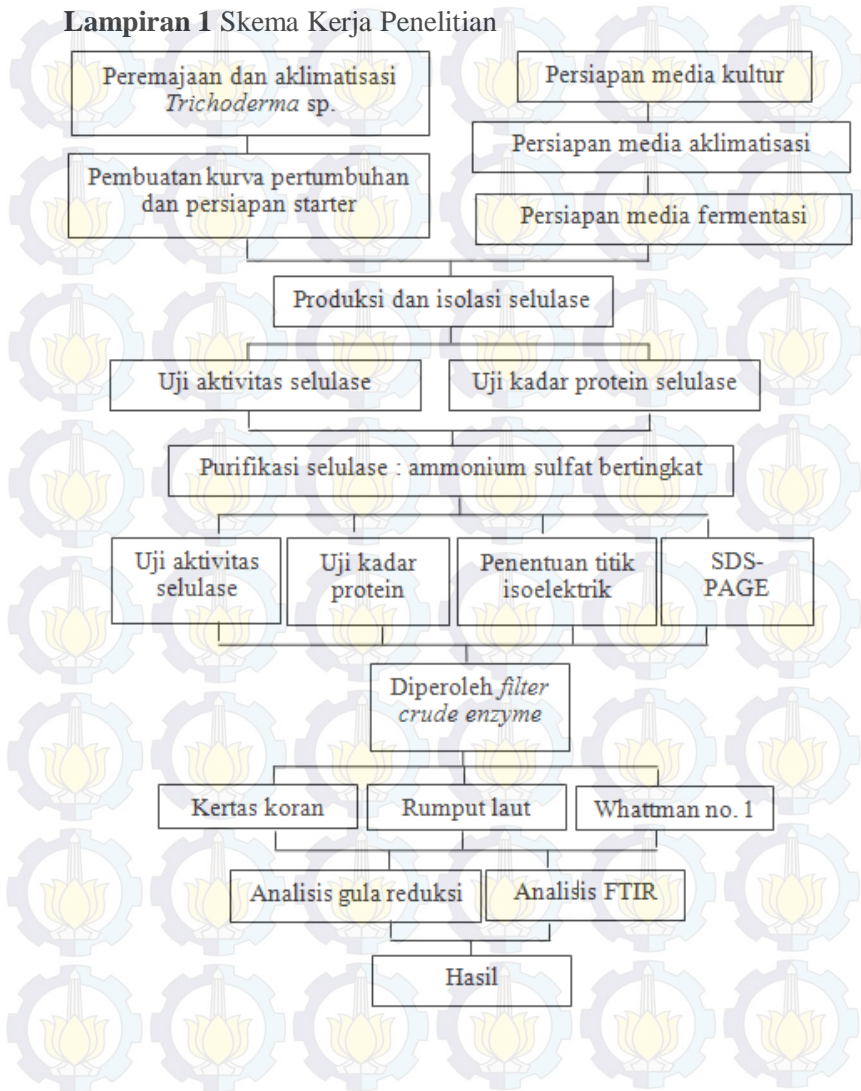 Lampiran 1 Skema Kerja Penelitian
Peremajaan dan aklimatisasi
Trichoderma sp.
Persiapan media kultur
Persiapan media aklimatisasi
Pembuatan kurva pertumbuhan
dan persiapan starter
Persiapan media fermentasi
Produksi dan isolasi selulase
Uji aktivitas selulase
Uji kadar protein selulase
Purifikasi selulase : ammonium sulfat bertingkat
Uji aktivitas
selulase
Uji kadar
protein
Penentuan titik
isoelektrik
SDS-
PAGE
Diperoleh filter
crude enzyme
Kertas koran
Rumput laut
Whattman no. 1
Analisis gula reduksi
Analisis FTIR
Hasil